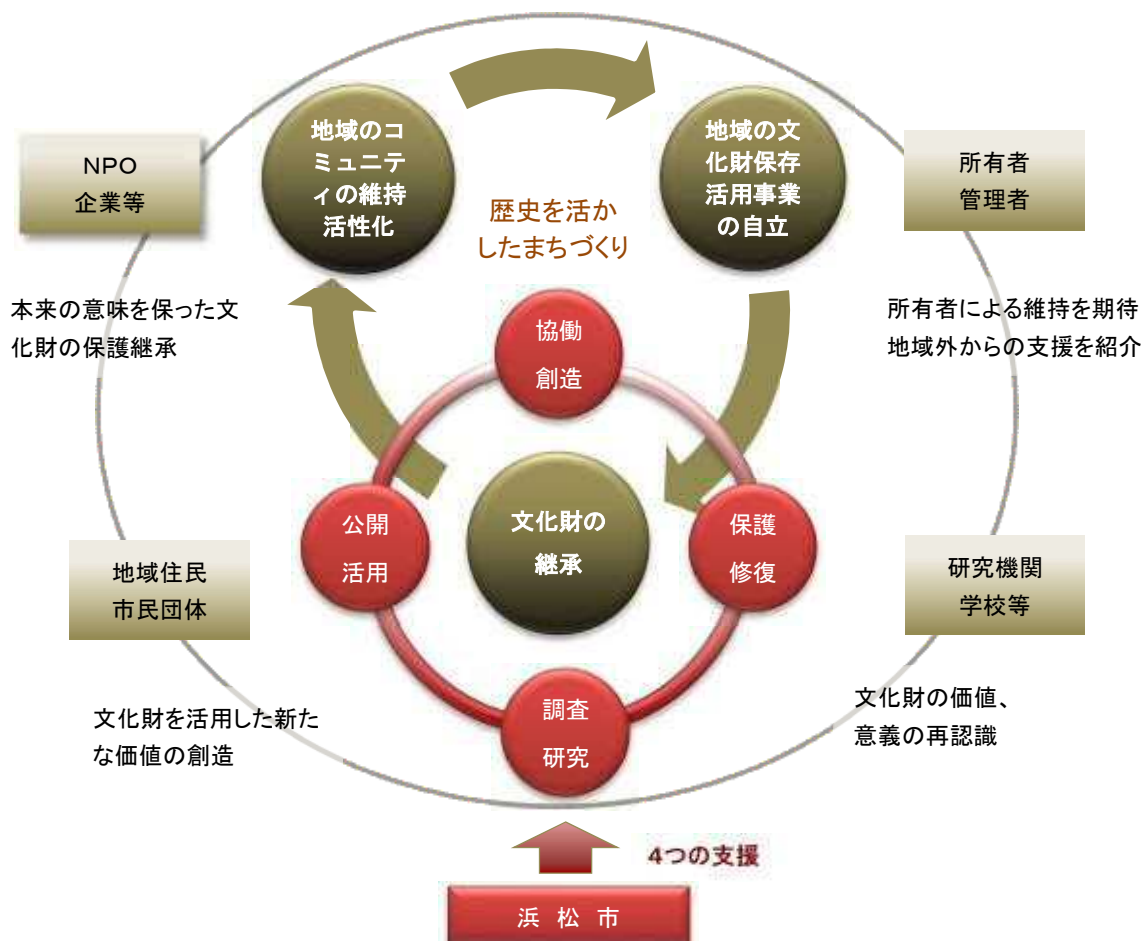 地域のコ
ミュニテ
ィの維持
活性化
地域の文
化財保存
活用事業
の自立
NPO
企業等
所有者
管理者
歴史を活か
したまちづくり
本来の意味を保った文
化財の保護継承
所有者による維持を期待
地域外からの支援を紹介
協働
創造
公開
活用
文化財の
継承
保護
修復
地域住民
市民団体
研究機関
学校等
文化財を活用した新た
な価値の創造
調査
研究
文化財の価値、
意義の再認識
4つの支援
浜 松 市